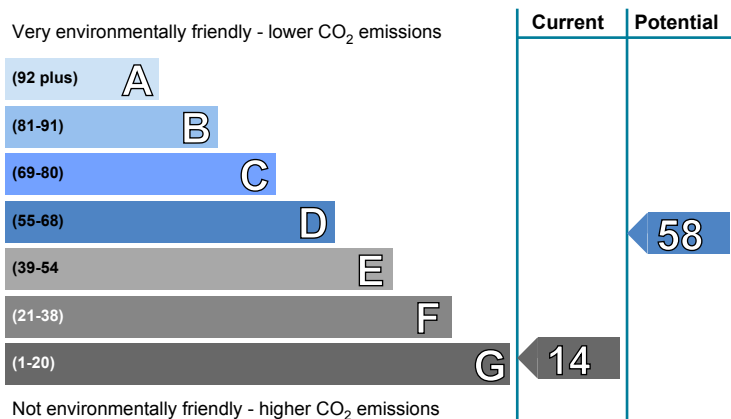 Very environmentally friendly - lower CO2 emissions
Current
Potential
(92 plus) A
(81-91) B
(69-80) C
(55-68) D
58
(39-54 E
(21-38) F
(1-20) G
14
Not environmentally friendly - higher CO2 emissions